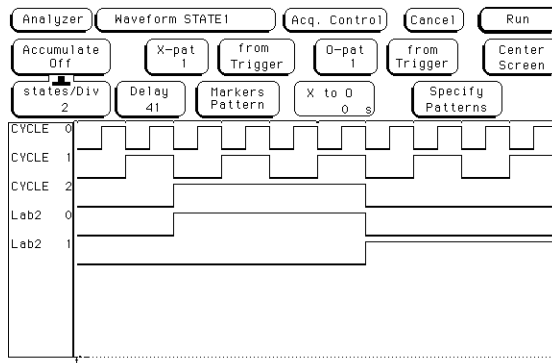 Analyzer Waveform STATE1 Acq. Control Cancel Run
Accumulate Off X-pat 1 from Trigger O-pat 1 from Trigger Center Screen
states/Div 2 Delay 41 Markers Pattern X to O 0 s Specify Patterns
CYCLE 0
CYCLE 1
CYCLE 2
Lab2 0
Lab2 1